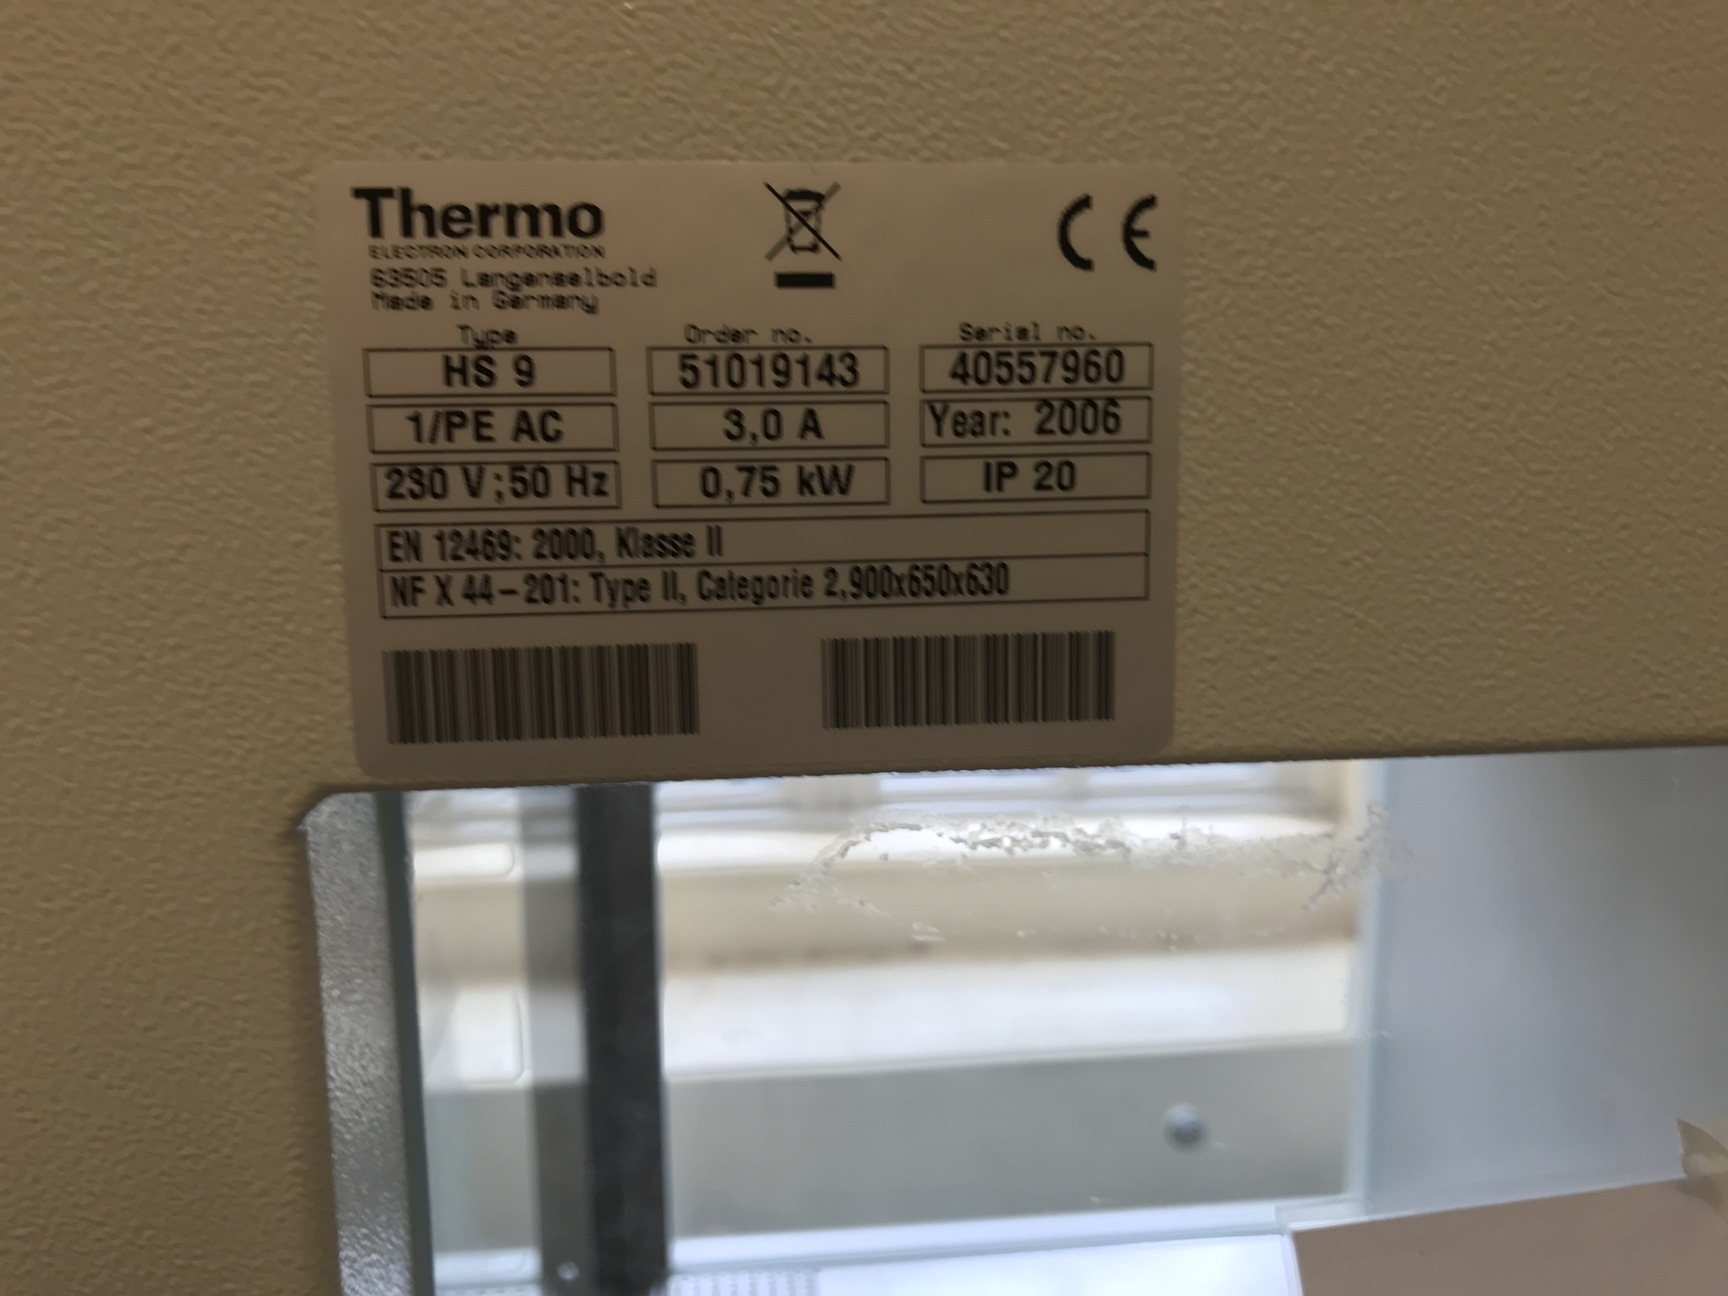 Thermo
ELECTRON CORPORATION
63505 Langenselbold
Made in Germany
CE
Type Order no. Serial no.
HS 9 51019143 40557960
1/PE AC 3,0 A Year: 2006
230 V;50 Hz 0,75 kW IP 20
EN 12469: 2000, Klasse II
NF X 44-201: Type II, Categorie 2,900x650x630